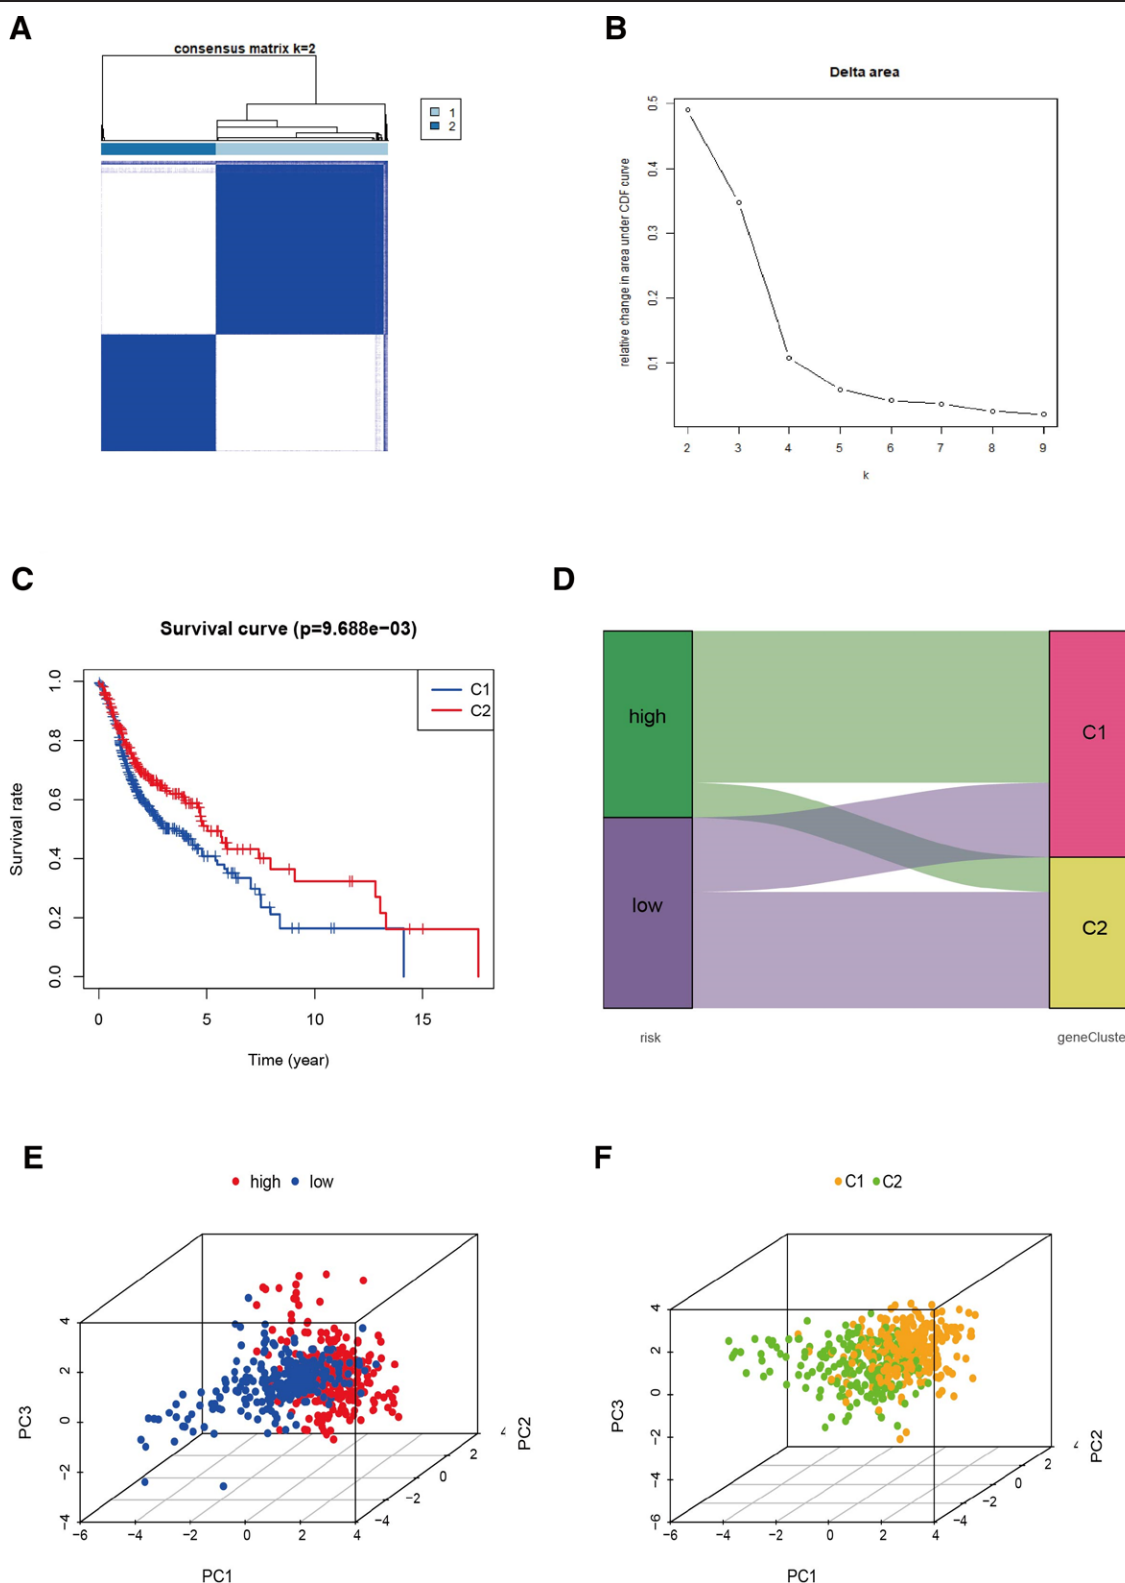 A
consensus matrix k=2
1
2
B
Delta area
relative change in area under CDF curve
0.5
0.4
0.3
0.2
0.1
2 3 4 5 6 7 8 9
k
C
Survival curve (p=9.688e−03)
C1
C2
Survival rate
1.0
0.8
0.6
0.4
0.2
0.0
0 5 10 15
Time (year)
D
high
low
C1
C2
risk
geneCluste
E
high low
PC3
4
2
0
−2
−4
−6 −4 −2 0 2 4
PC1
−4
−2
0
2
PC2
F
C1 C2
PC3
4
2
0
−2
−4
−6
−6 −4 −2 0 2 4
PC1
−4
−2
0
2
PC2